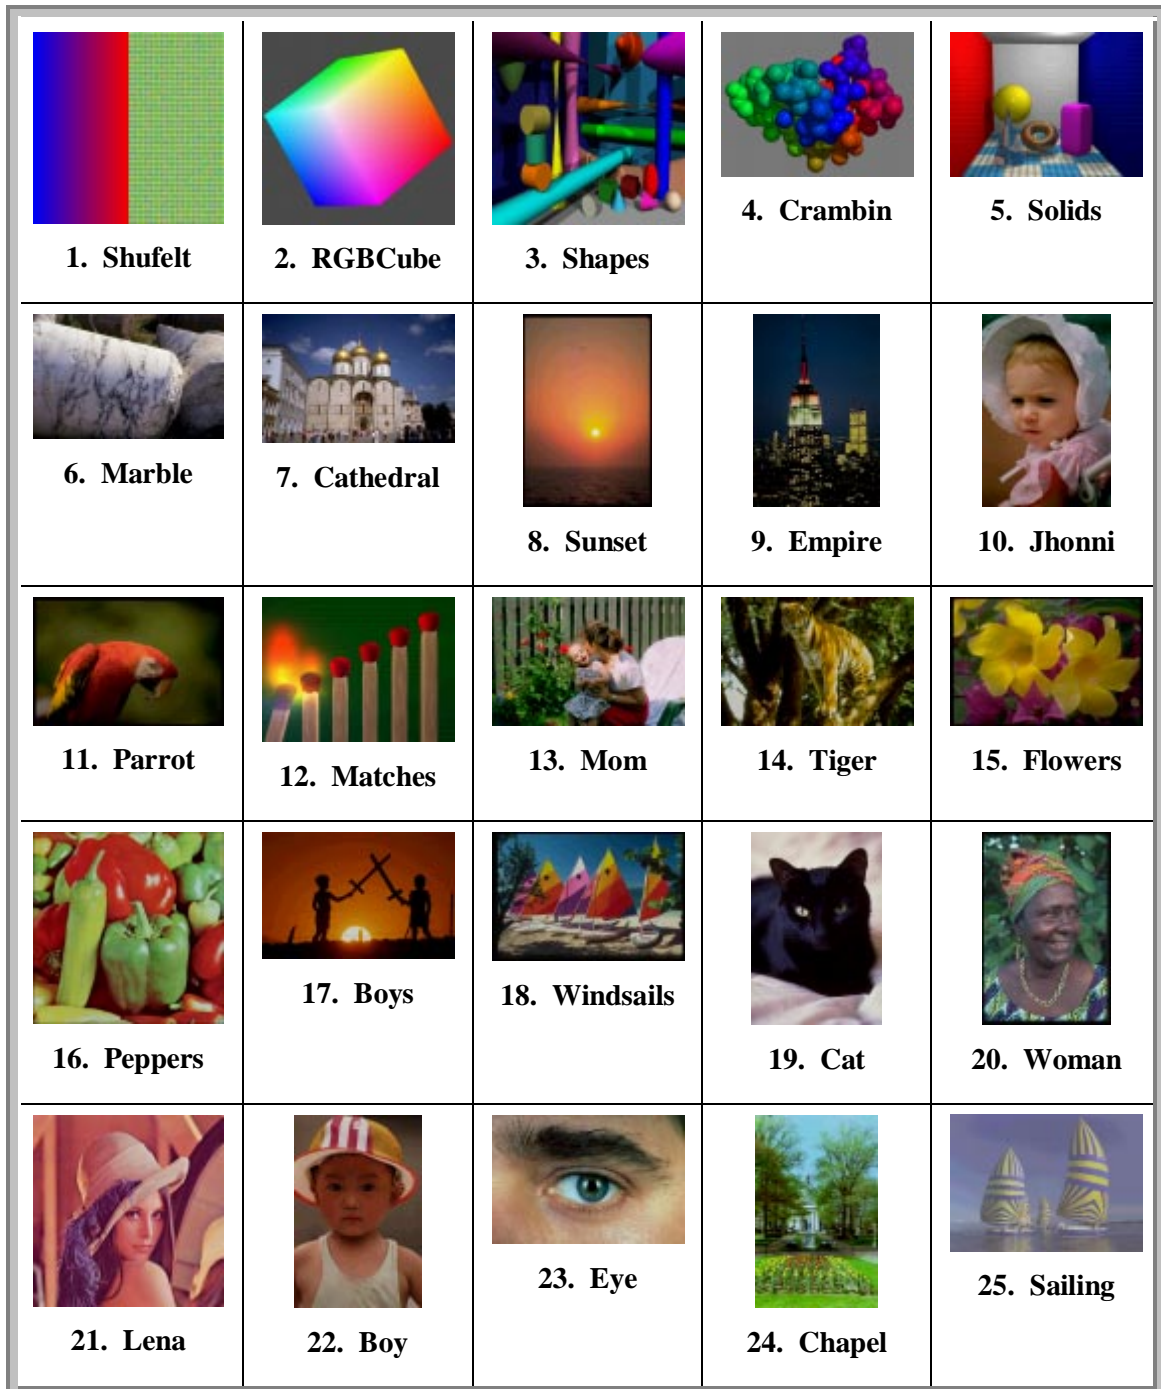 1. Shufelt
2. RGBCube
3. Shapes
4. Crambin
5. Solids
6. Marble
7. Cathedral
8. Sunset
9. Empire
10. Jhonni
11. Parrot
12. Matches
13. Mom
14. Tiger
15. Flowers
16. Peppers
17. Boys
18. Windsails
19. Cat
20. Woman
21. Lena
22. Boy
23. Eye
24. Chapel
25. Sailing